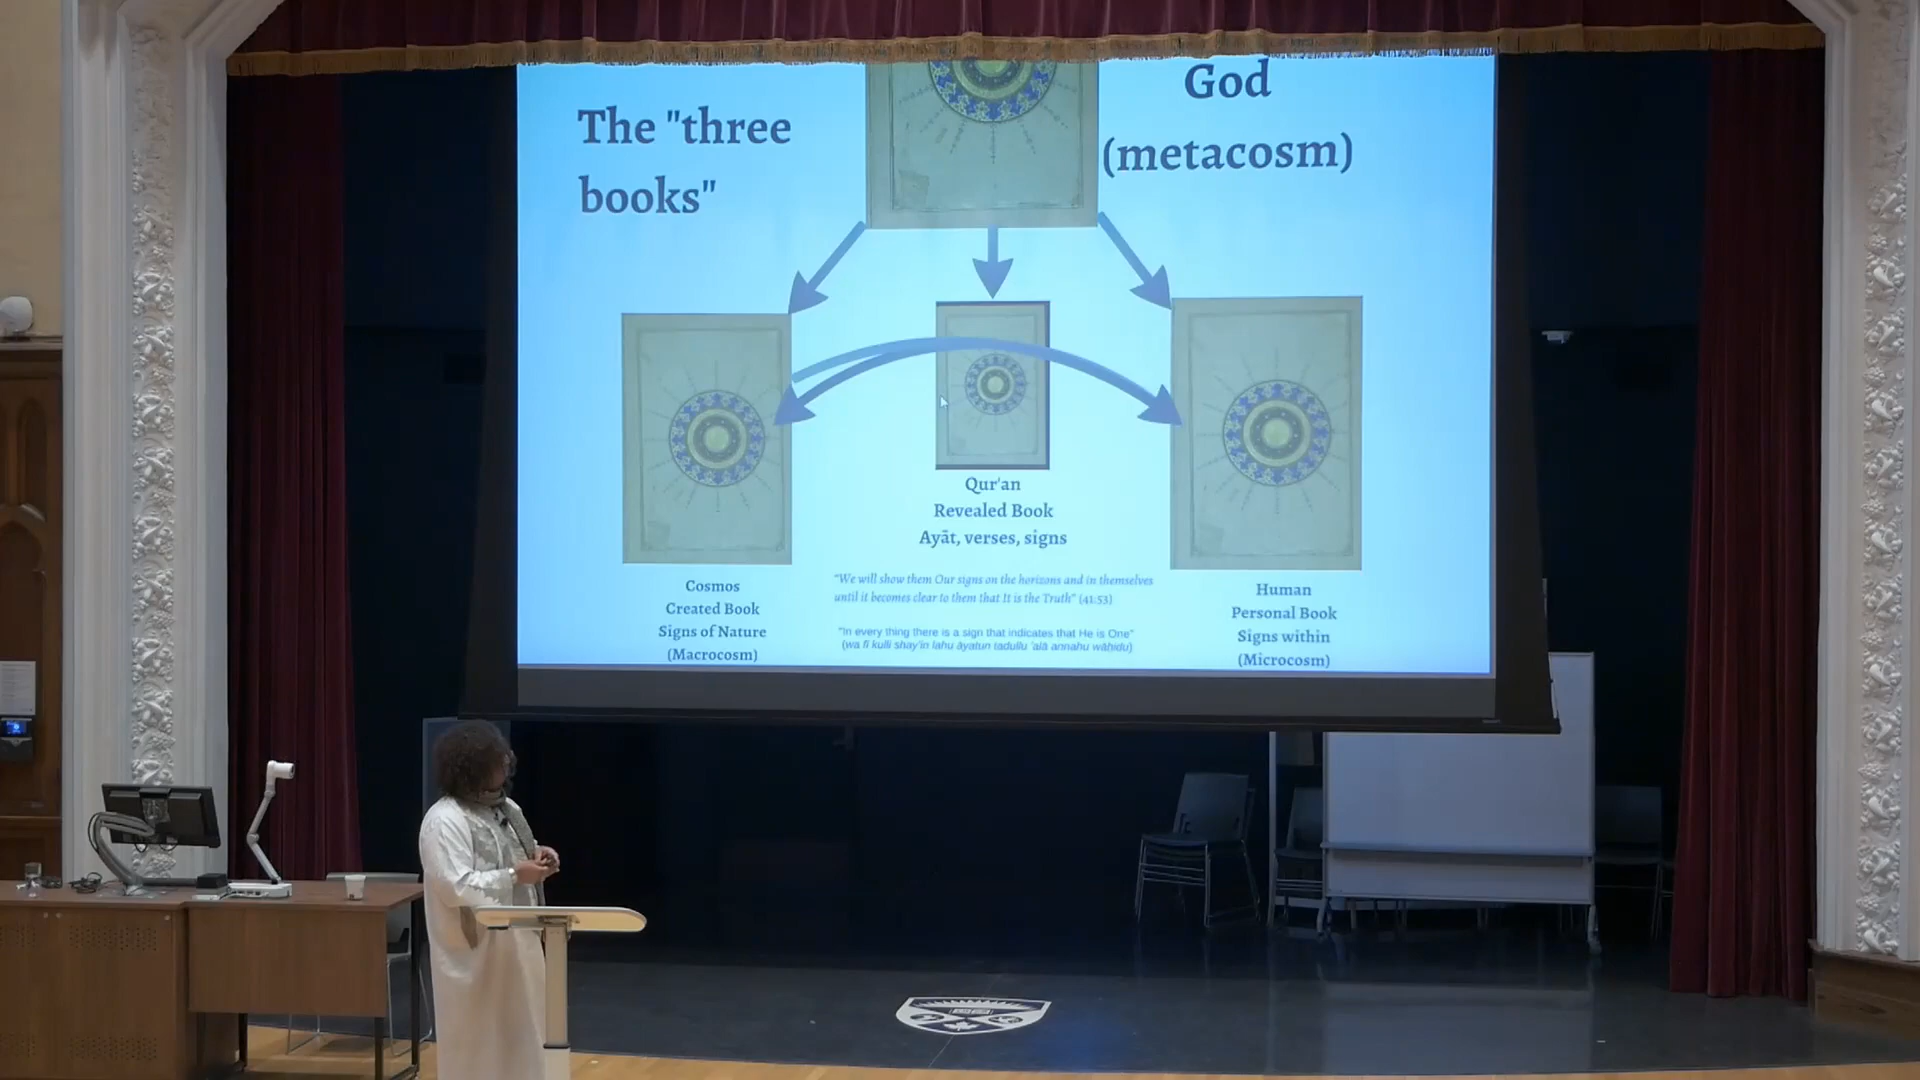 The "three
books"
God
(metacosm)
Qur'an
Revealed Book
Ayāt, verses, signs
"We will show them Our signs on the horizons and in themselves
until it becomes clear to them that It is the Truth" (41:53)
"In every thing there is a sign that indicates that He is One"
(wa fī kulli shay'in lahu āyatun tadullu 'alā annahu wāḥidu)
Cosmos
Created Book
Signs of Nature
(Macrocosm)
Human
Personal Book
Signs within
(Microcosm)